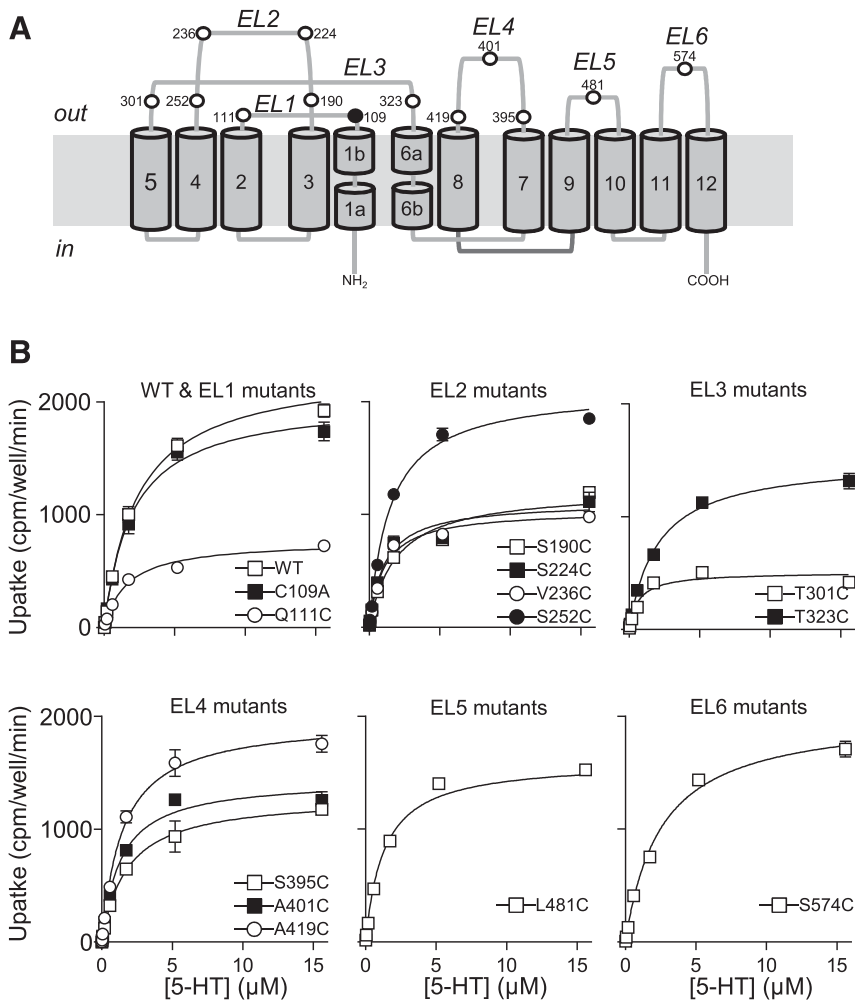 A
EL2
236
224
EL3
EL4
401
EL5
481
EL6
574
301
252
EL1
190
323
111
109
419
395
out
5
4
2
3
1b
1a
6a
6b
8
7
9
10
11
12
in
NH2
COOH
B
WT & EL1 mutants
EL2 mutants
EL3 mutants
Upatke (cpm/well/min)
2000
1000
0
WT
C109A
Q111C
S190C
S224C
V236C
S252C
T301C
T323C
EL4 mutants
EL5 mutants
EL6 mutants
Upatke (cpm/well/min)
2000
1000
0
S395C
A401C
A419C
L481C
S574C
0 5 10 15
0 5 10 15
0 5 10 15
[5-HT] (µM)
[5-HT] (µM)
[5-HT] (µM)